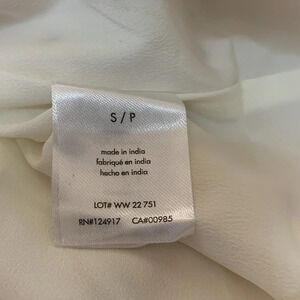 S / P
made in india
fabriqué en india
hecho en india
LOT# WW 22 751
RN#124917 CA#00985